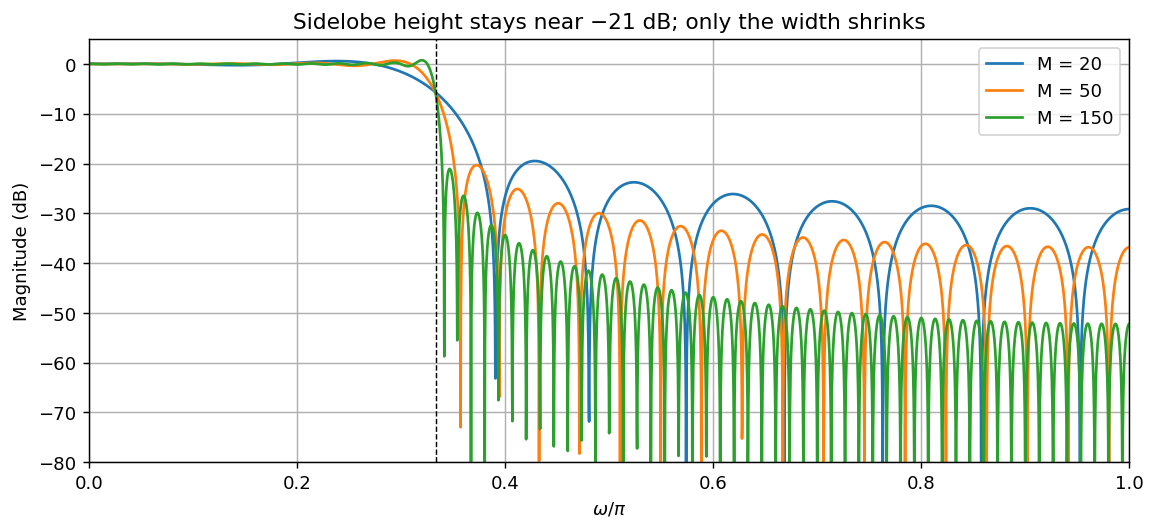 Sidelobe height stays near −21 dB; only the width shrinks
M = 20
M = 50
M = 150
Magnitude (dB)
0
−10
−20
−30
−40
−50
−60
−70
−80
0.0 0.2 0.4 0.6 0.8 1.0
ω/π